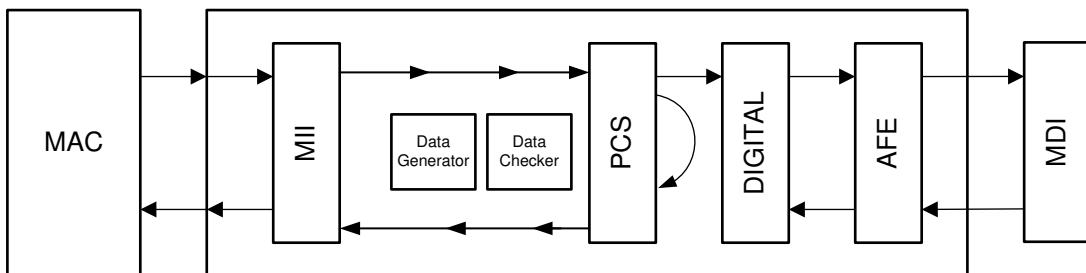 MAC
MII
Data
Generator
Data
Checker
PCS
DIGITAL
AFE
MDI